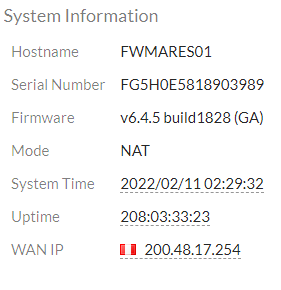 System Information
Hostname FWMARES01
Serial Number FG5H0E5818903989
Firmware v6.4.5 build1828 (GA)
Mode NAT
System Time 2022/02/11 02:29:32
Uptime 208:03:33:23
WAN IP 200.48.17.254